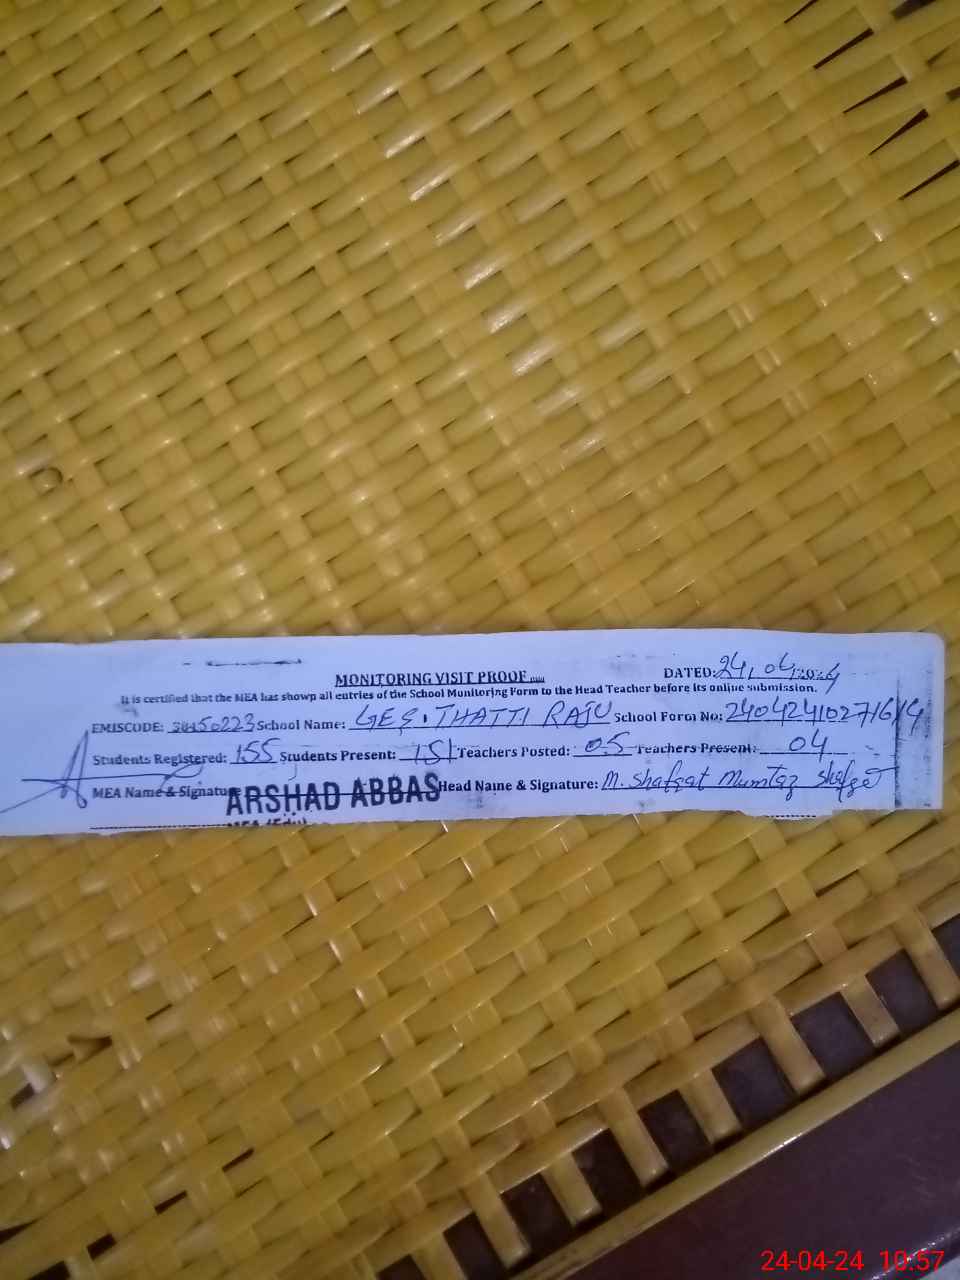 MONITORING VISIT PROOF
DATED: 24.04.2024
It is certified that the MEA has shown all entries of the School Monitoring Form to the Head Teacher before its online submission.
EMISCODE: 38450223 School Name: GES. THATTI RAJU School Form No:
Students Registered: 155 Students Present: 151 Teachers Posted: 05 Teachers Present: 04
MEA Name & Signature ARSHAD ABBAS Head Name & Signature: M. Shafqat Mumtaz
MEA (Edu)
24-04-24 10:57